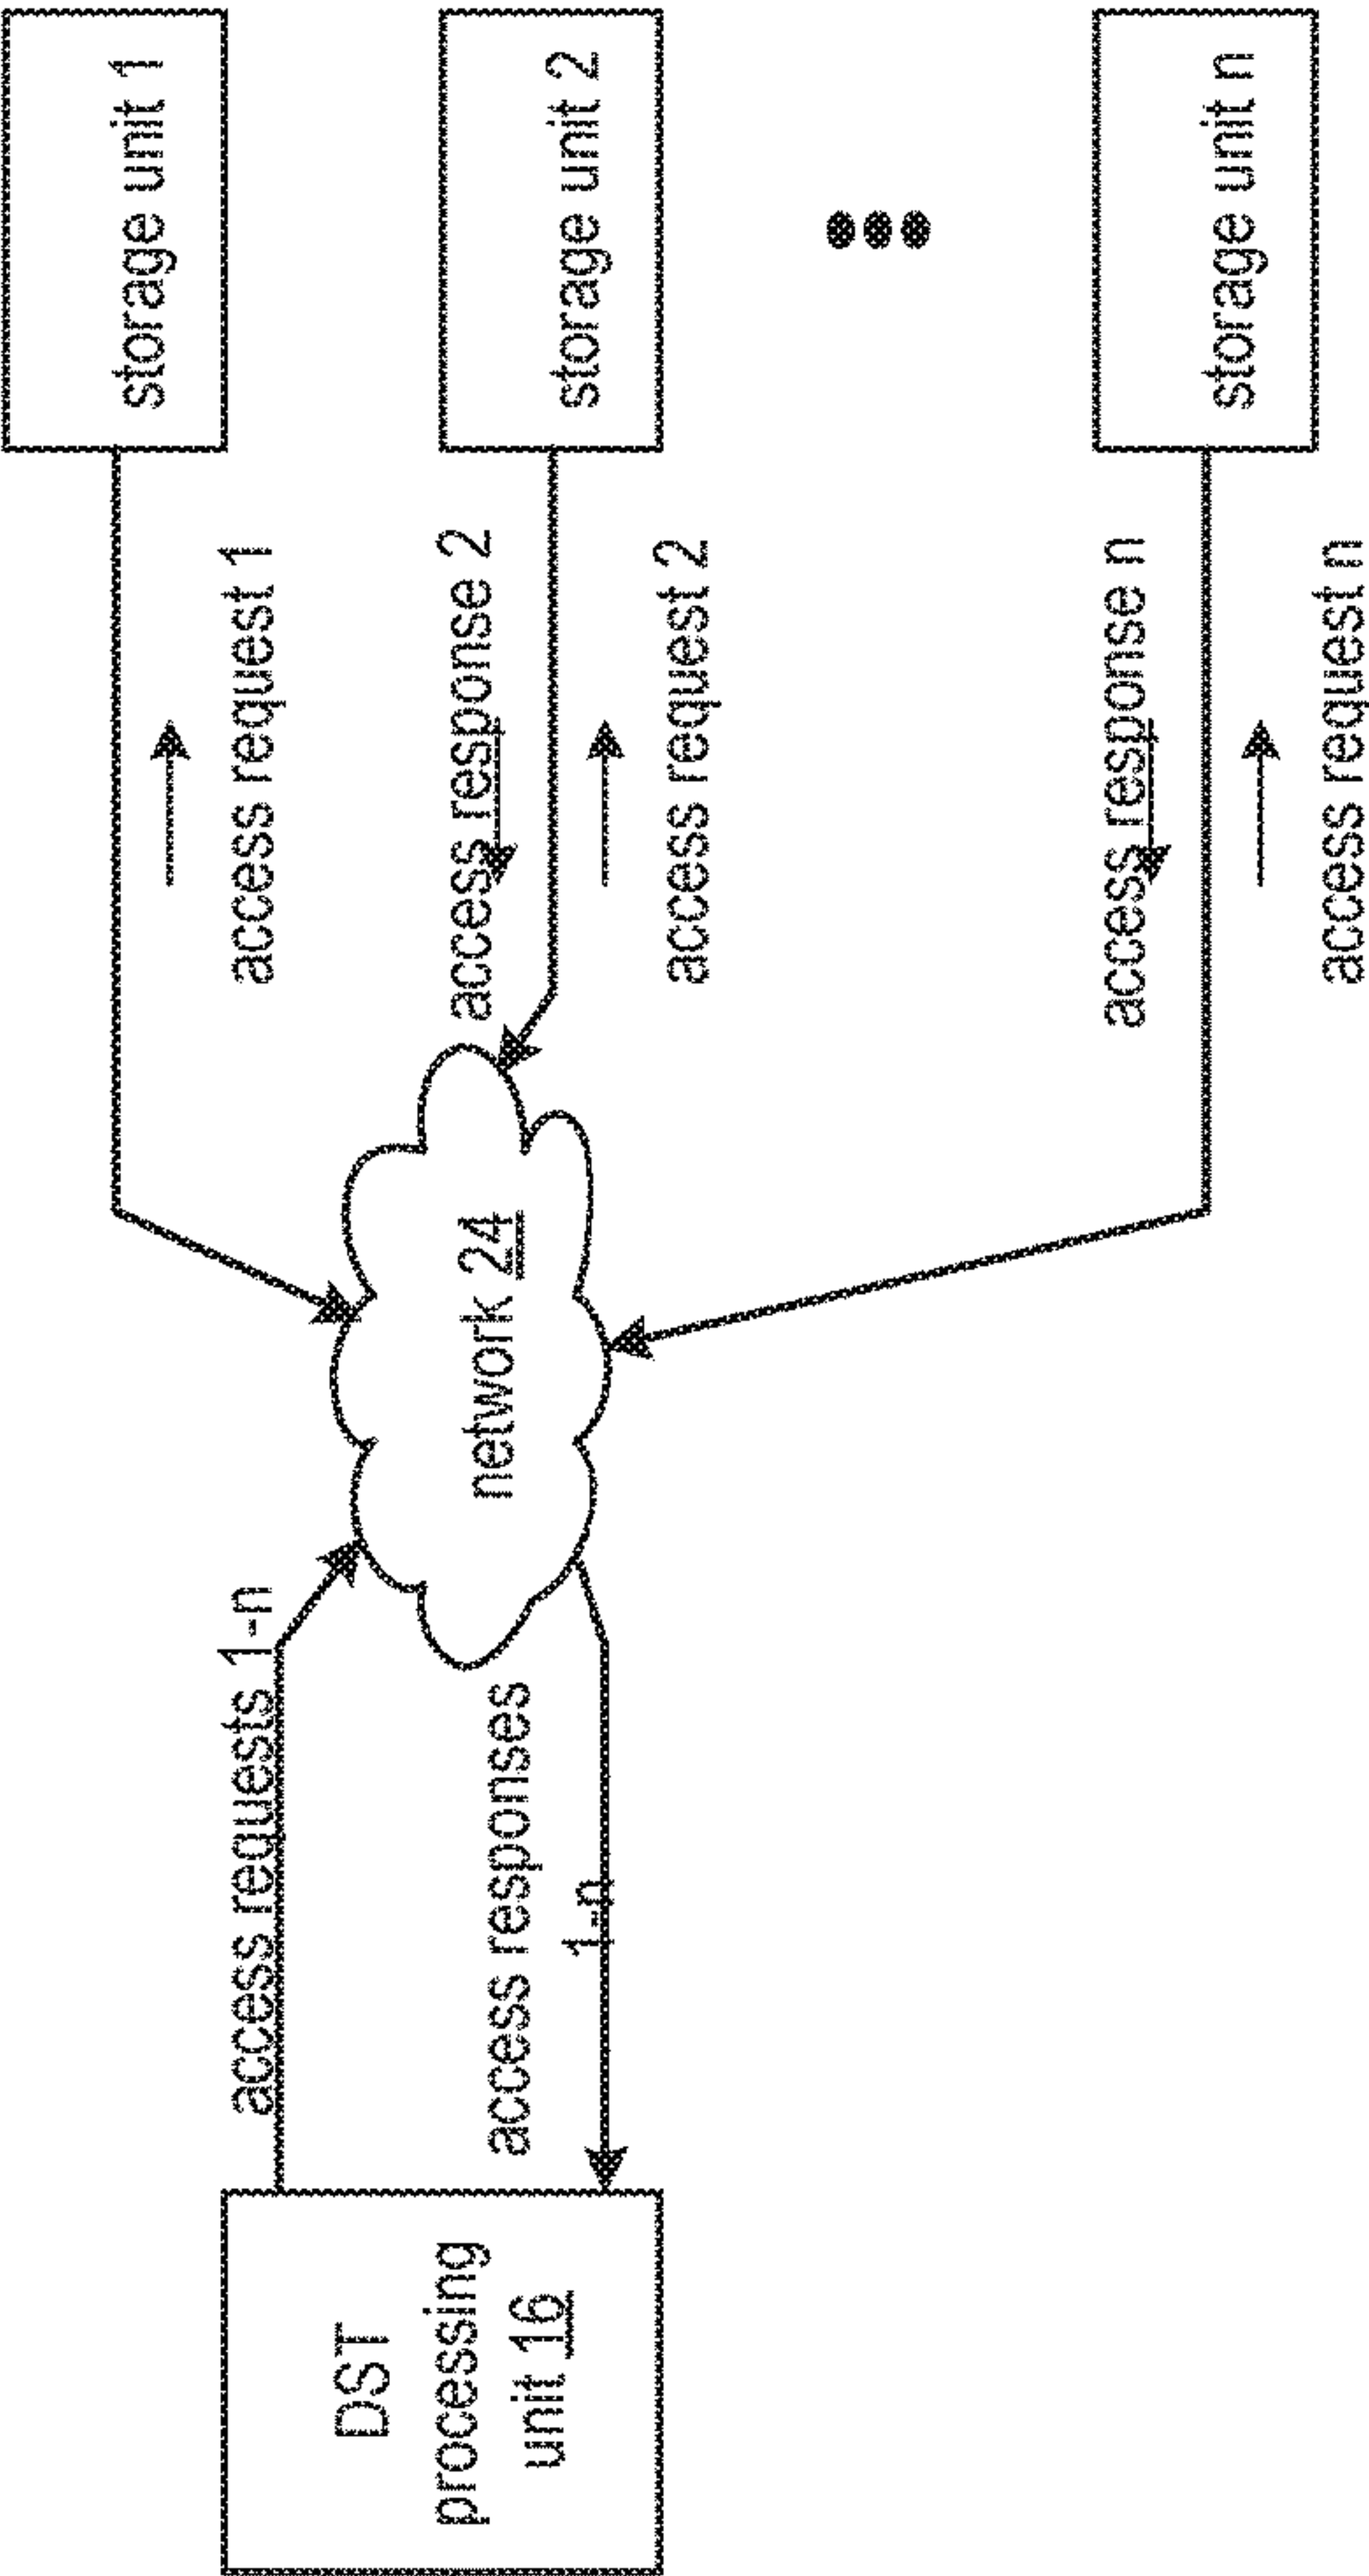 storage unit 1
access request 1
access requests 1-n
access response 2
storage unit 2
DST
processing
unit 16
network 24
access responses
1-n
access request 2
access response n
storage unit n
access request n